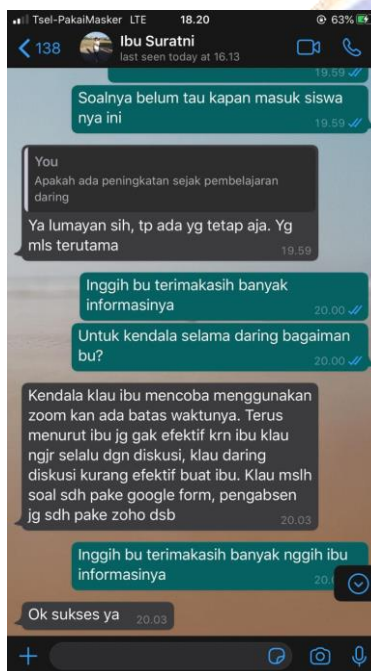 Tsel-PakaiMasker LTE 18.20 63%
138 Ibu Suratni
last seen today at 16.13
19.59
Soalnya belum tau kapan masuk siswa
nya ini
19.59
You
Apakah ada peningkatan sejak pembelajaran
daring
Ya lumayan sih, tp ada yg tetap aja. Yg
mls terutama
19.59
Inggih bu terimakasih banyak
informasinya
20.00
Untuk kendala selama daring bagaiman
bu?
20.00
Kendala klau ibu mencoba menggunakan
zoom kan ada batas waktunya. Terus
menurut ibu jg gak efektif krn ibu klau
ngjr selalu dgn diskusi, klau daring
diskusi kurang efektif buat ibu. Klau mslh
soal sdh pake google form, pengabsen
jg sdh pake zoho dsb
20.03
Inggih bu terimakasih banyak nggih ibu
informasinya
Ok sukses ya 20.03